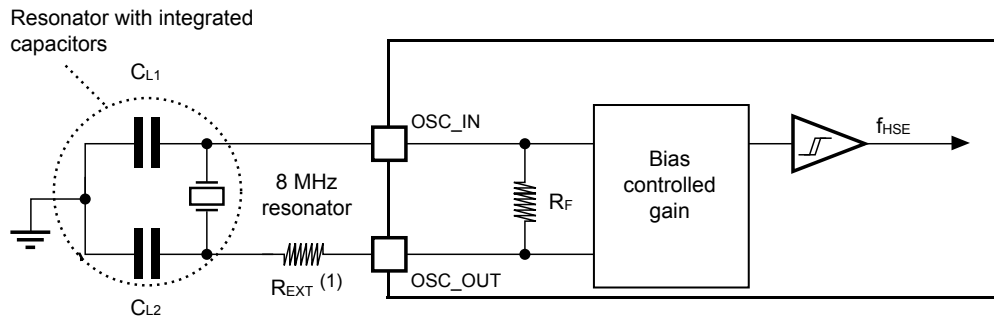 Resonator with integrated
capacitors
CL1
OSC_IN
fHSE
8 MHz
resonator
RF
Bias
controlled
gain
REXT (1)
OSC_OUT
CL2